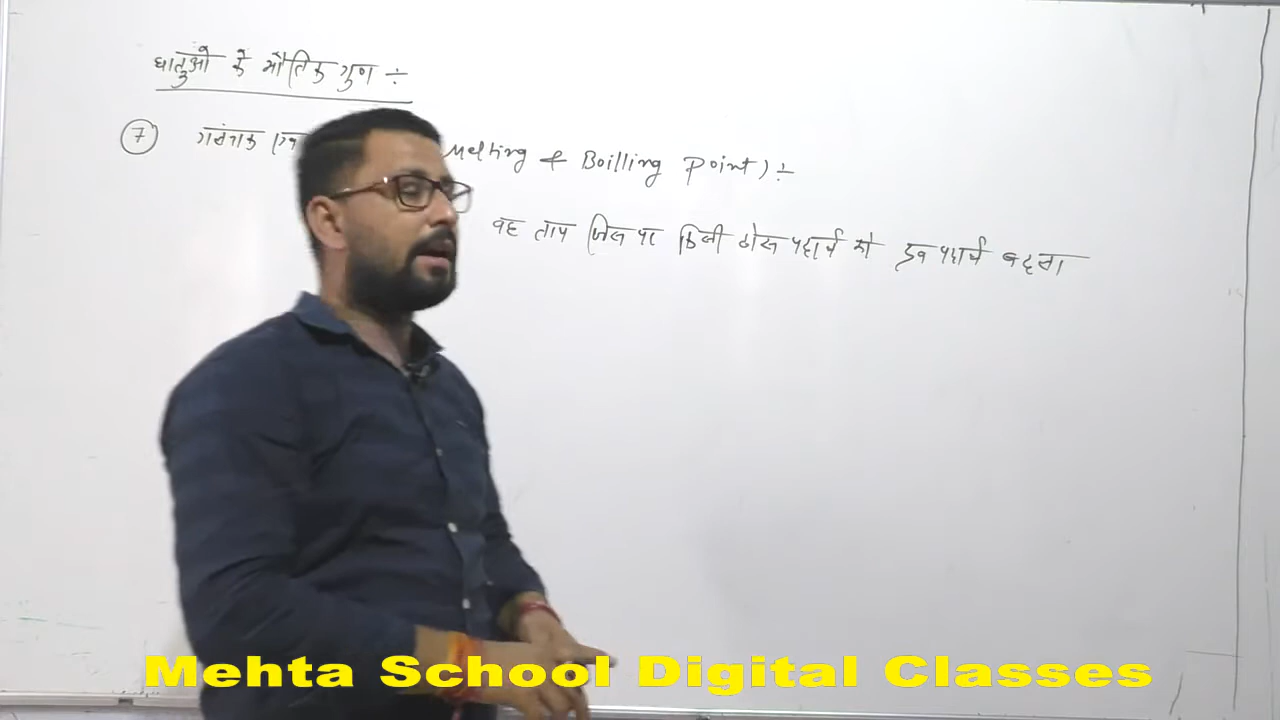 धातुओ के भौतिक गुण ÷
7 गलनांक Melting & Boilling Point) ÷
वह ताप जिस पर किसी ठोस पदार्थ को द्रव पदार्थ बदला
Mehta School Digital Classes